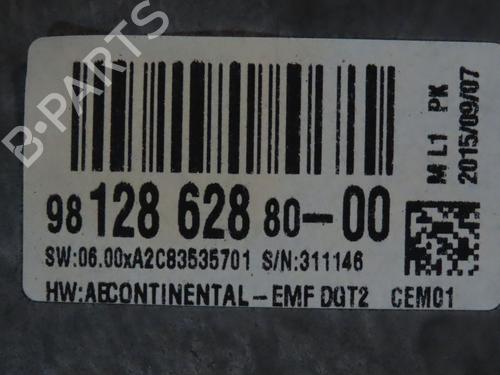 B-PARTS
98 128 628 80-00
SW:06.00xA2C83535701 S/N:311146
HW:AECONTINENTAL-EMF DGT2 CEM01
M L1 PK
2015/09/07